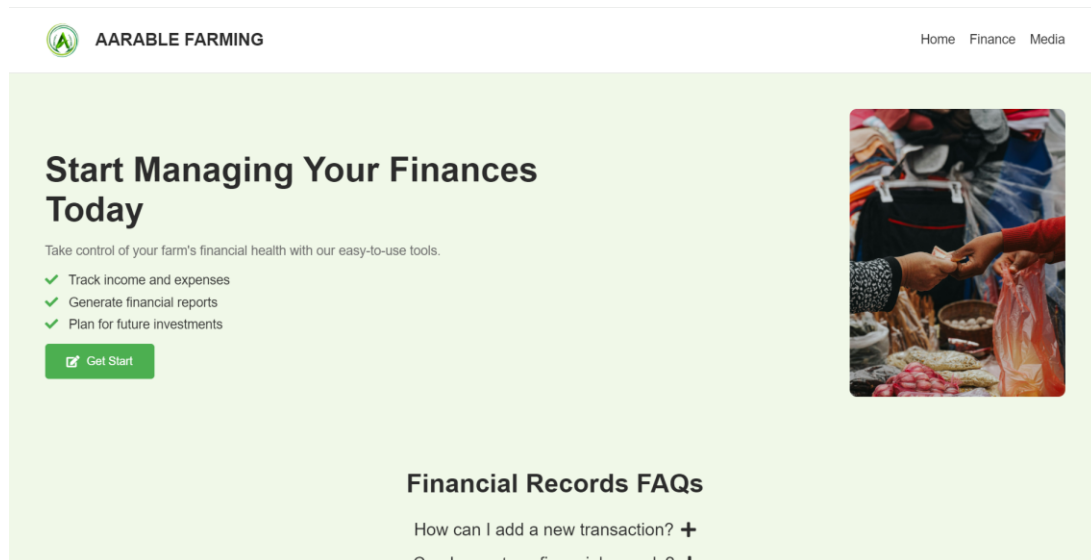 AARABLE FARMING
Home Finance Media
Start Managing Your Finances
Today
Take control of your farm's financial health with our easy-to-use tools.
Track income and expenses
Generate financial reports
Plan for future investments
Get Start
Financial Records FAQs
How can I add a new transaction?